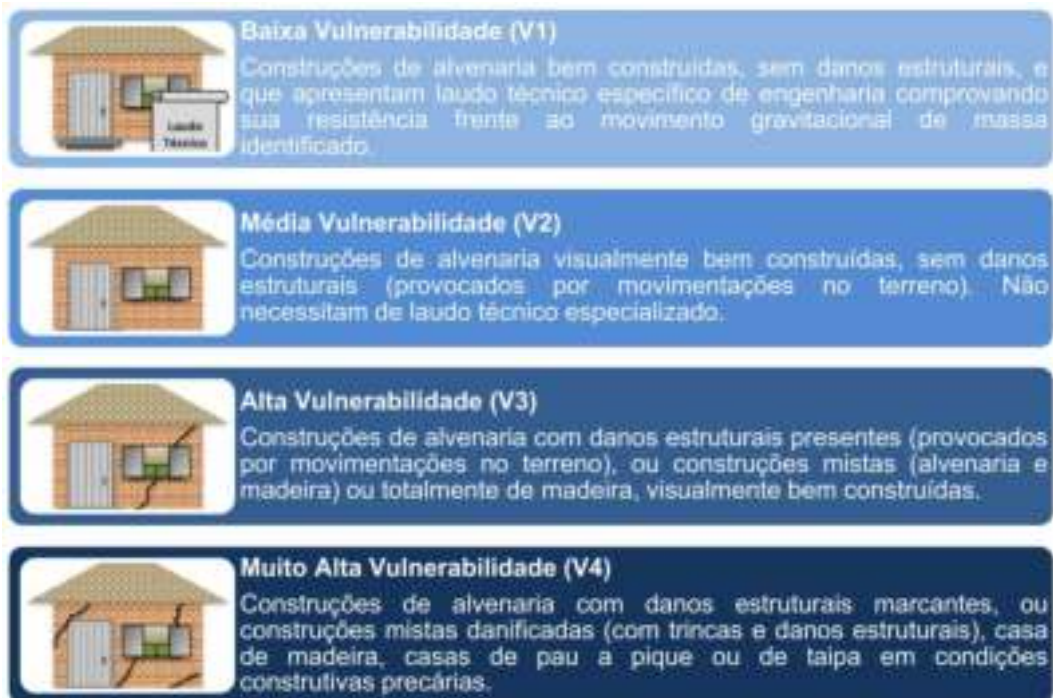 Baixa Vulnerabilidade (V1)
Construções de alvenaria bem construídas, sem danos estruturais, e
que apresentam laudo técnico específico de engenharia comprovando
sua resistência frente ao movimento gravitacional de massa
identificado.
Laudo
Técnico
Média Vulnerabilidade (V2)
Construções de alvenaria visualmente bem construídas, sem danos
estruturais (provocados por movimentações no terreno). Não
necessitam de laudo técnico especializado.
Alta Vulnerabilidade (V3)
Construções de alvenaria com danos estruturais presentes (provocados
por movimentações no terreno), ou construções mistas (alvenaria e
madeira) ou totalmente de madeira, visualmente bem construídas.
Muito Alta Vulnerabilidade (V4)
Construções de alvenaria com danos estruturais marcantes, ou
construções mistas danificadas (com trincas e danos estruturais), casa
de madeira, casas de pau a pique ou de taipa em condições
construtivas precárias.